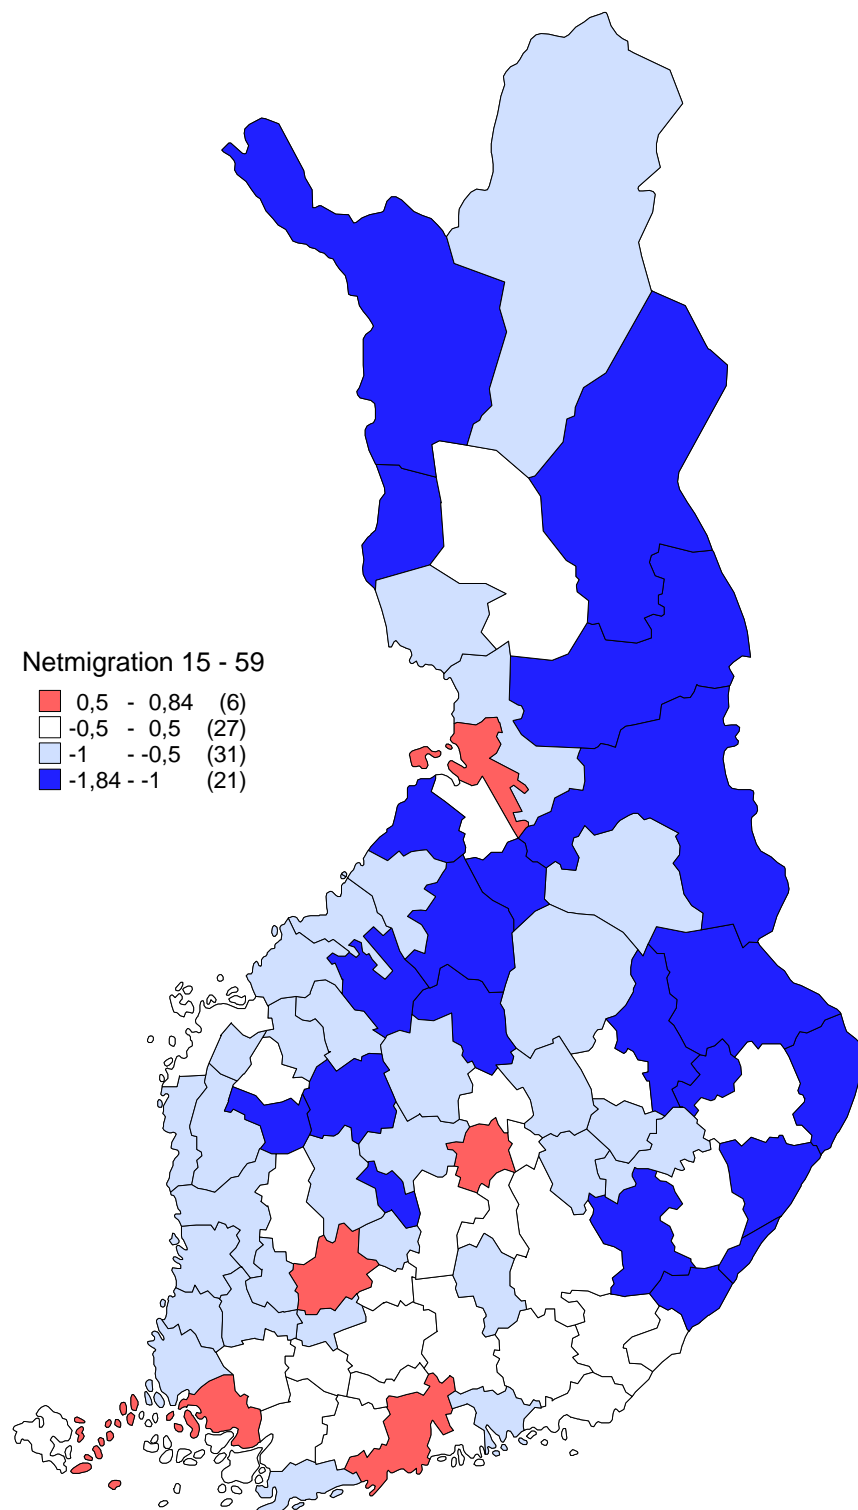 Netmigration 15 - 59
0,5 - 0,84 (6)
-0,5 - 0,5 (27)
-1 - -0,5 (31)
-1,84 - -1 (21)